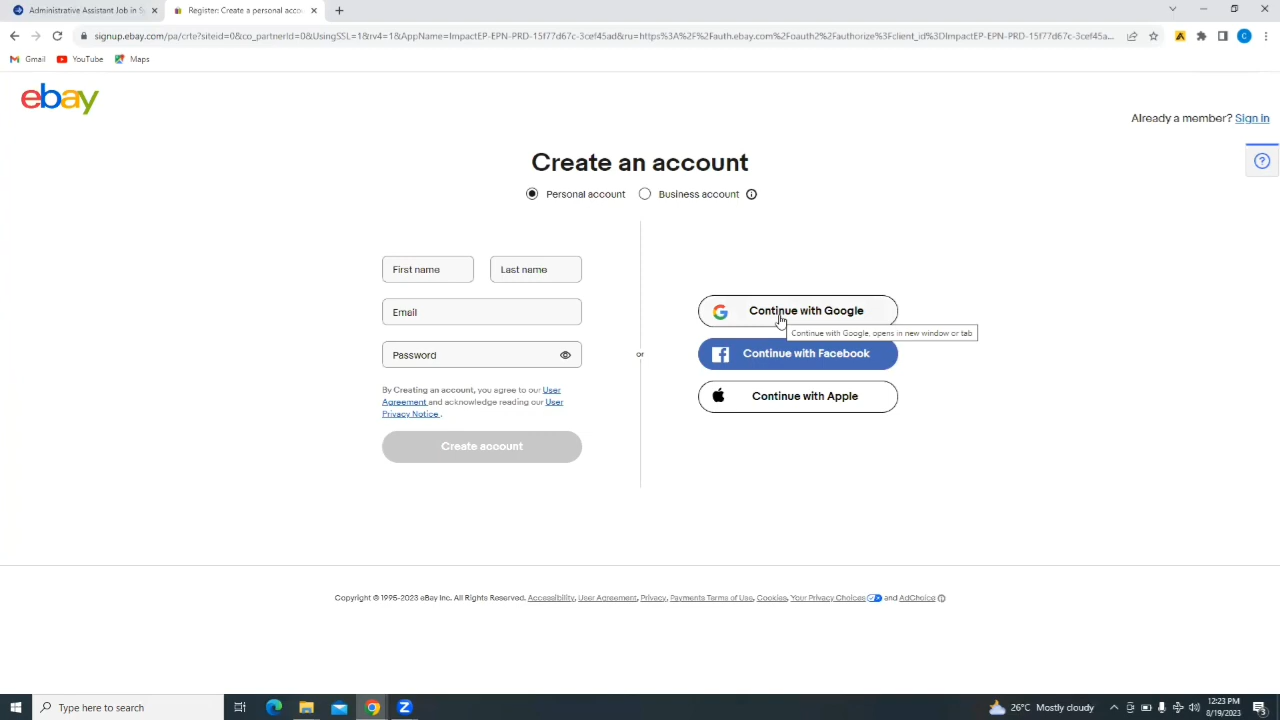 Administrative Assistant Job in S
Register: Create a personal acco
signup.ebay.com/pa/crte?siteid=0&co_partnerId=0&UsingSSL=1&rv4=1&AppName=ImpactEP-EPN-PRD-15f77d67c-3cef45ad&ru=https%3A%2F%2Fauth.ebay.com%2Foauth2%2Fauthorize%3Fclient_id%3DImpactEP-EPN-PRD-15f77d67c-3cef45a...
C
Gmail YouTube Maps
ebay
Already a member? Sign in
Create an account
Personal account Business account
First name Last name
Email
Password
By Creating an account, you agree to our User
Agreement and acknowledge reading our User
Privacy Notice .
Create account
or
Continue with Google
Continue with Google, opens in new window or tab
Continue with Facebook
Continue with Apple
Copyright © 1995-2023 eBay Inc. All Rights Reserved. Accessibility, User Agreement, Privacy, Payments Terms of Use, Cookies, Your Privacy Choices and AdChoice
Type here to search
26°C Mostly cloudy
12:23 PM
8/19/2023